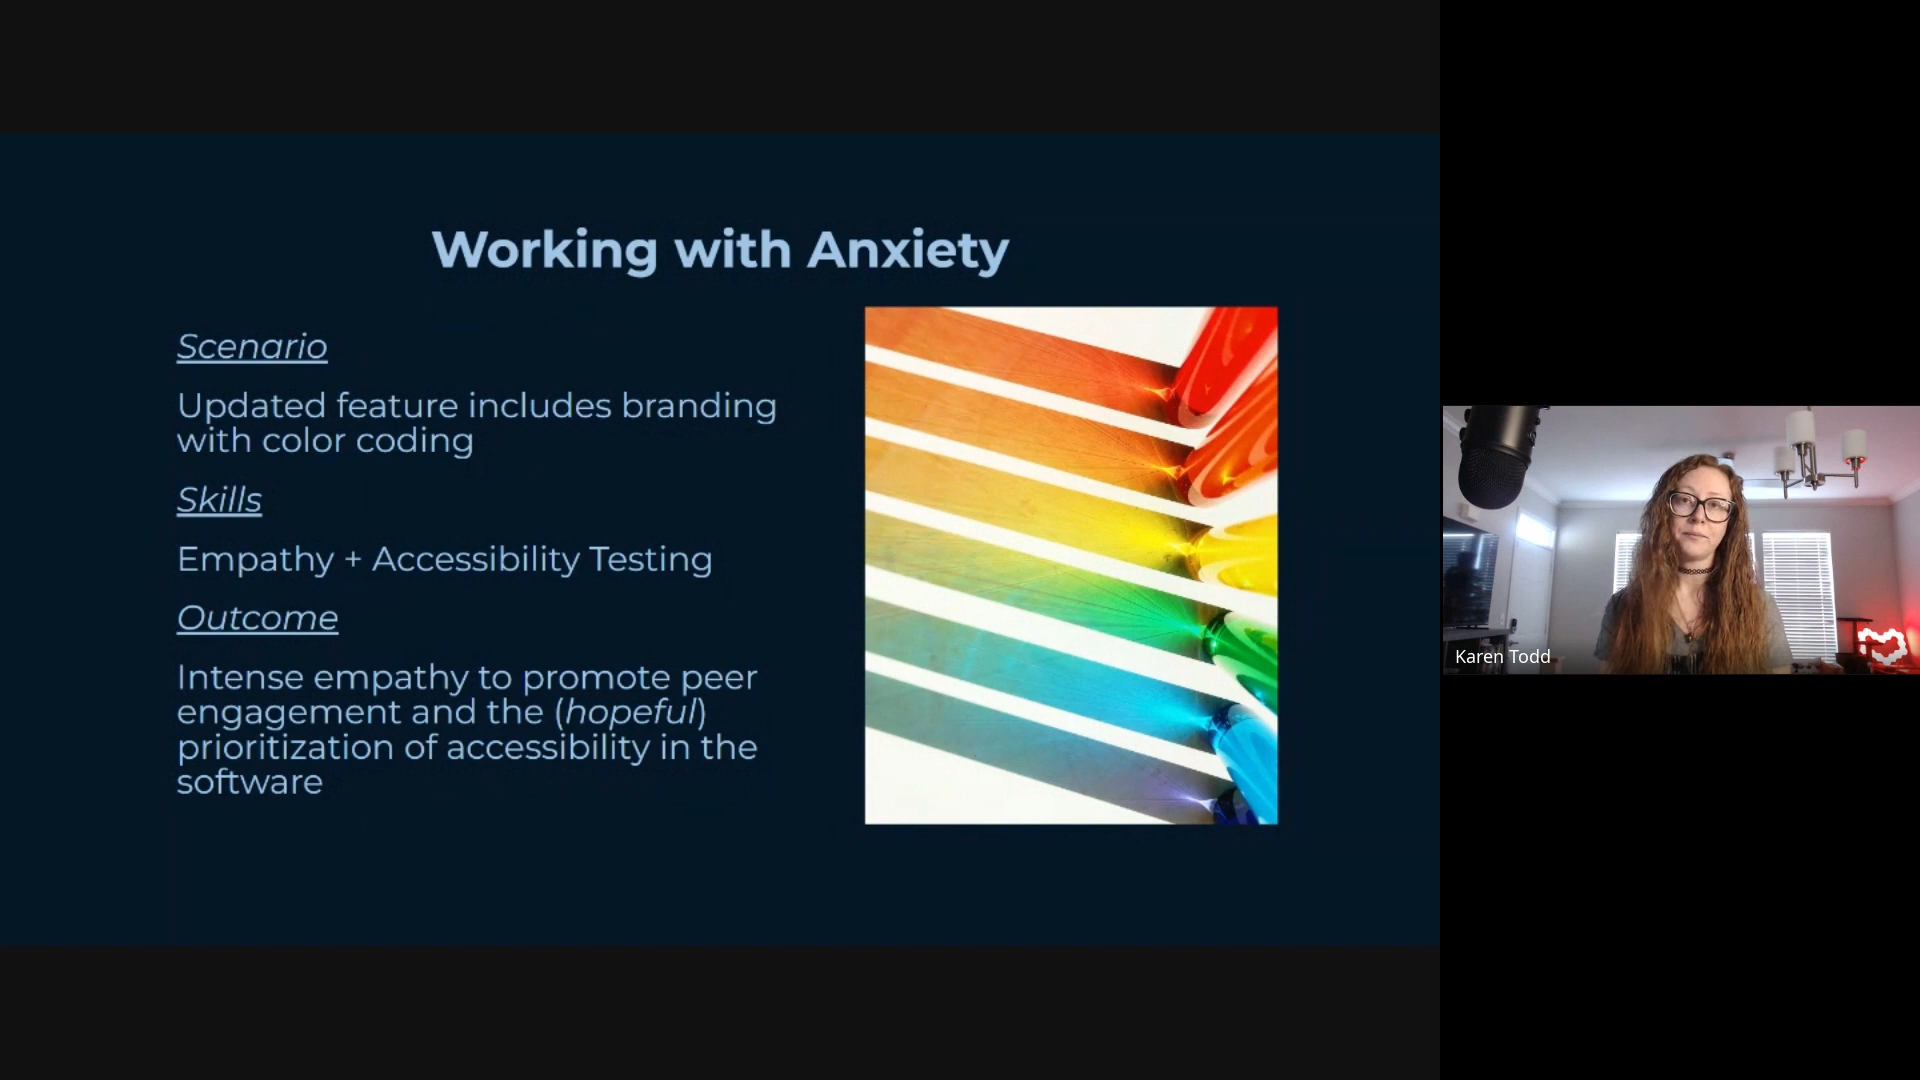 Working with Anxiety
Scenario
Updated feature includes branding
with color coding
Skills
Empathy + Accessibility Testing
Outcome
Intense empathy to promote peer
engagement and the (hopeful)
prioritization of accessibility in the
software
Karen Todd